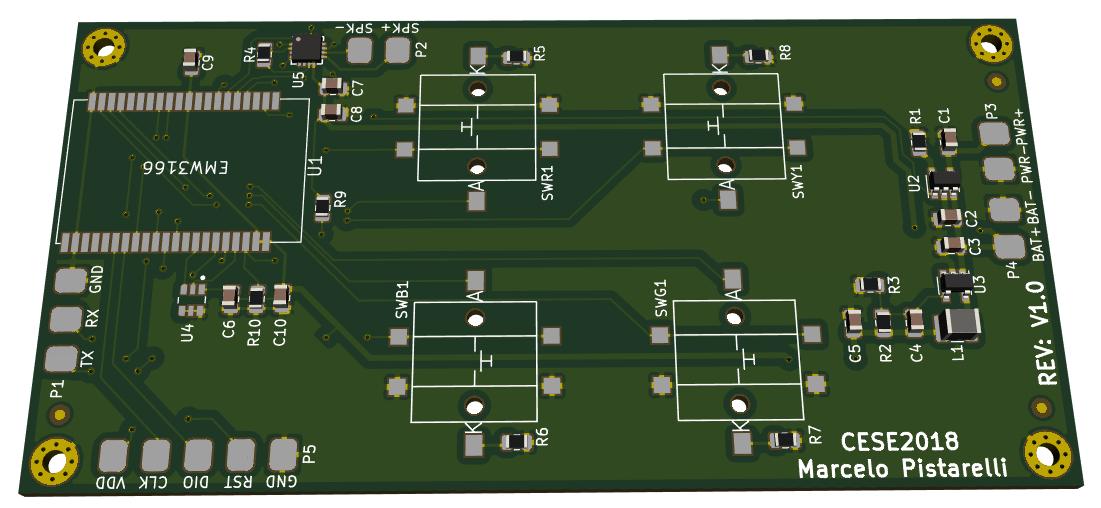 SPK-
SPK+
P2
C9
R4
U5
C7
C8
R5
K
R8
K
R1
C1
P3
PWR+
PWR-
EMW3166
U1
R9
A
SWR1
A
SWY1
U2
C2
C3
BAT-
BAT+
P4
GND
RX
TX
P1
U4
C6
R10
C10
SWB1
A
SWG1
A
R3
U3
C5
R2
C4
L1
REV: V1.0
K
R6
K
R7
VDD
CLK
DIO
RST
GND
P5
CESE2018
Marcelo Pistarelli